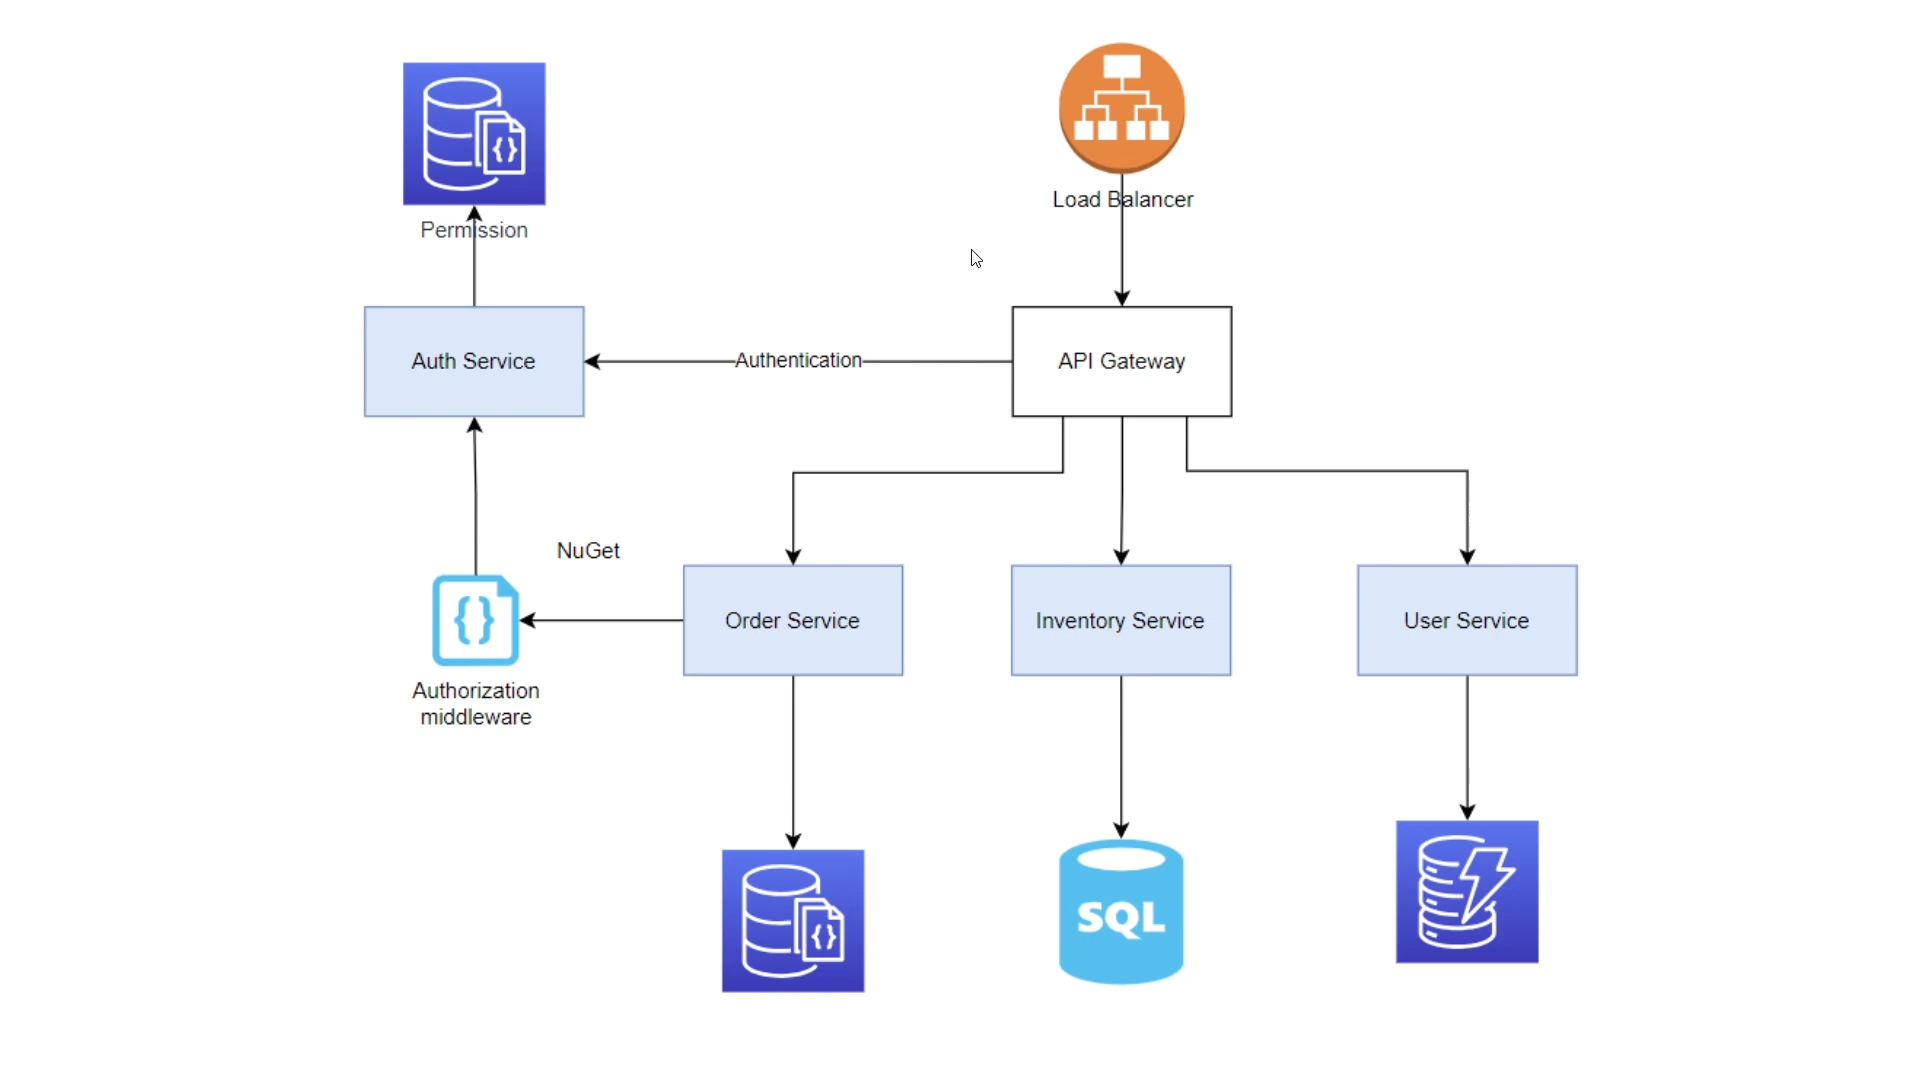 Permission
Load Balancer
Auth Service
Authentication
API Gateway
NuGet
{ }
Order Service
Inventory Service
User Service
Authorization
middleware
SQL